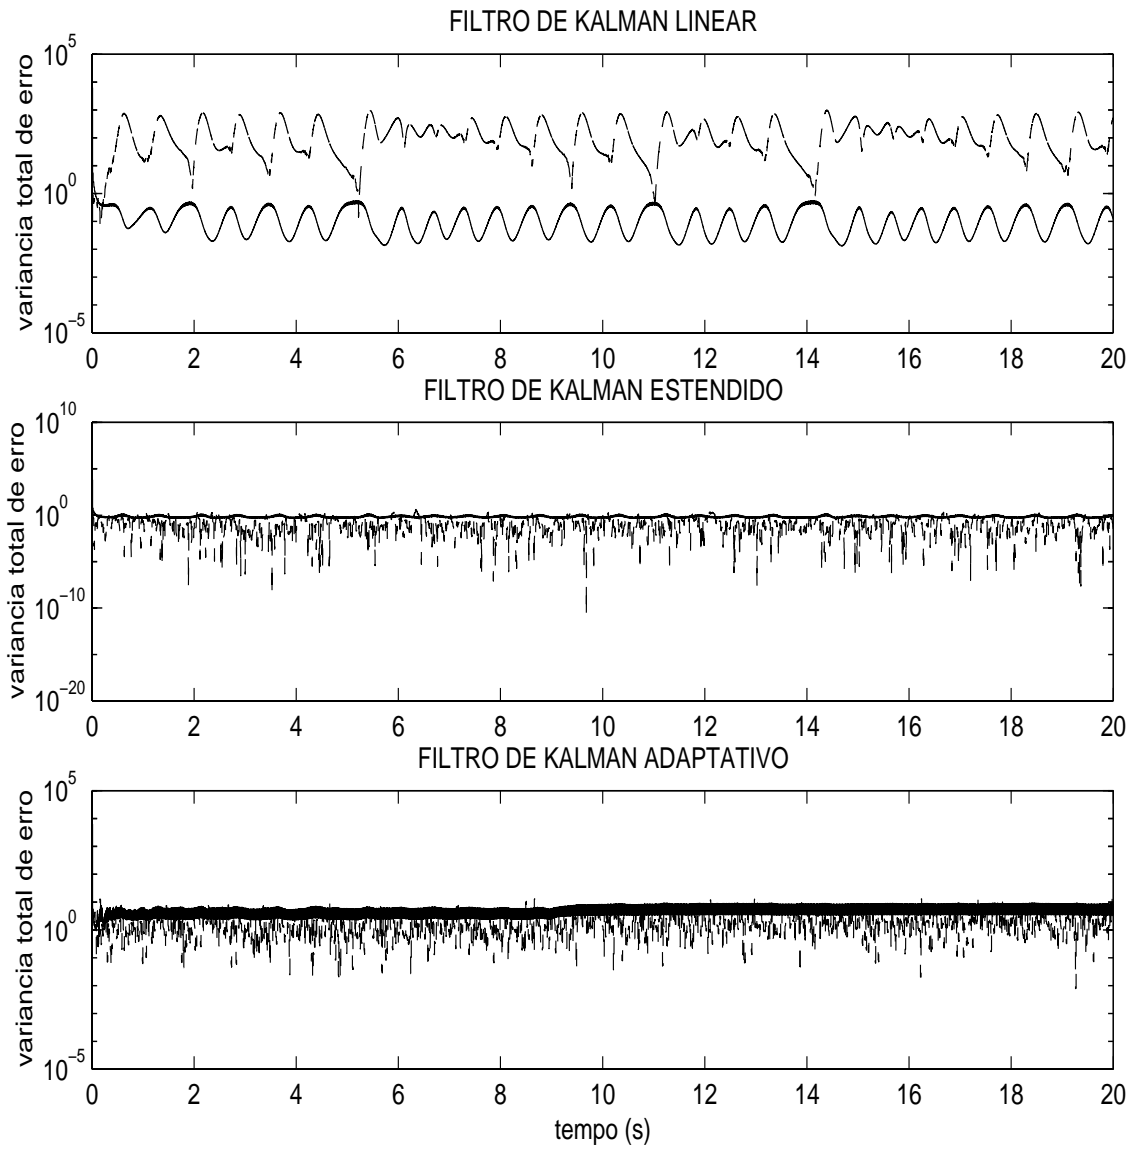 FILTRO DE KALMAN LINEAR
variancia total de erro
10^5
10^0
10^-5
0 2 4 6 8 10 12 14 16 18 20
FILTRO DE KALMAN ESTENDIDO
variancia total de erro
10^10
10^0
10^-10
10^-20
0 2 4 6 8 10 12 14 16 18 20
FILTRO DE KALMAN ADAPTATIVO
variancia total de erro
10^5
10^0
10^-5
0 2 4 6 8 10 12 14 16 18 20
tempo (s)